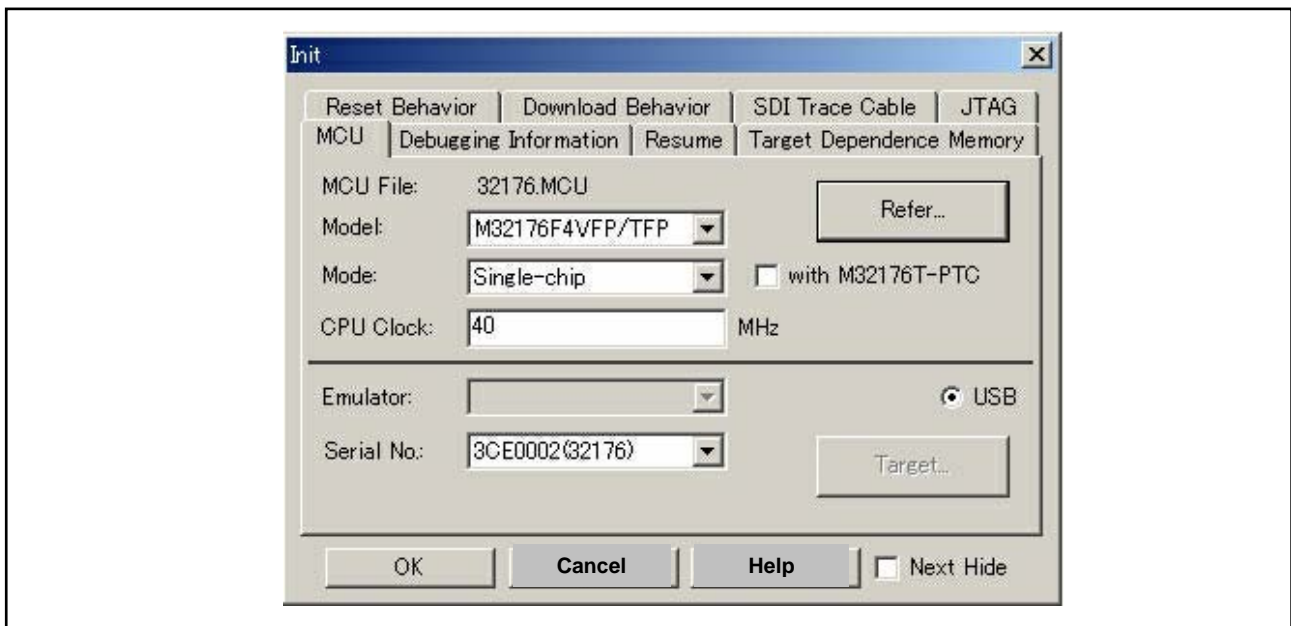 Init
Reset Behavior Download Behavior SDI Trace Cable JTAG
MCU Debugging Information Resume Target Dependence Memory
MCU File: 32176.MCU
Refer...
Model: M32176F4VFP/TFP
Mode: Single-chip with M32176T-PTC
CPU Clock: 40 MHz
Emulator: USB
Serial No.: 3CE0002(32176)
Target...
OK Cancel Help Next Hide